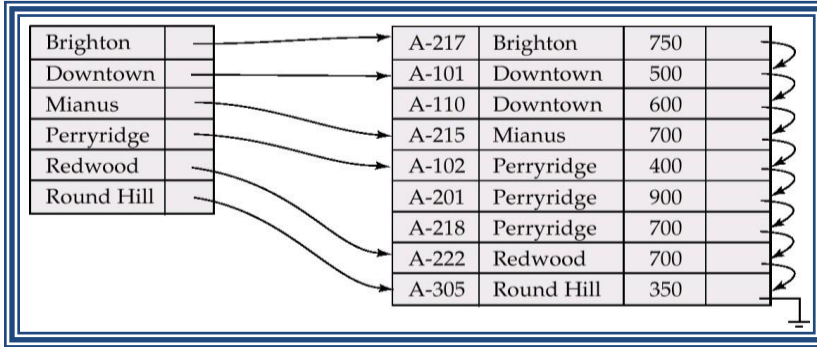 Brighton A-217 Brighton 750
Downtown A-101 Downtown 500
Mianus A-110 Downtown 600
Perryridge A-215 Mianus 700
Redwood A-102 Perryridge 400
Round Hill A-201 Perryridge 900
A-218 Perryridge 700
A-222 Redwood 700
A-305 Round Hill 350